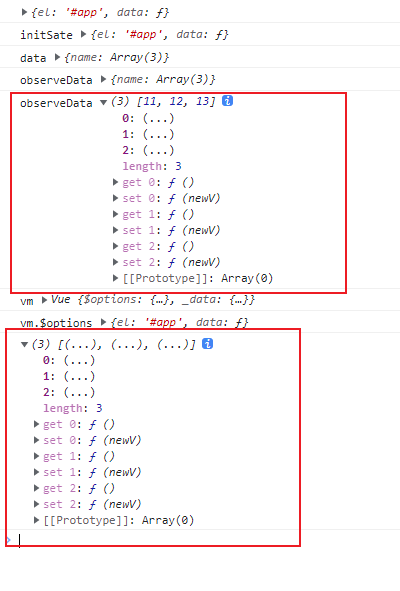 {el: '#app', data: ƒ}
initSate {el: '#app', data: ƒ}
data {name: Array(3)}
observeData {name: Array(3)}
observeData (3) [11, 12, 13] i
0: (...)
1: (...)
2: (...)
length: 3
get 0: ƒ ()
set 0: ƒ (newV)
get 1: ƒ ()
set 1: ƒ (newV)
get 2: ƒ ()
set 2: ƒ (newV)
[[Prototype]]: Array(0)
vm Vue {$options: {…}, _data: {…}}
vm.$options {el: '#app', data: ƒ}
(3) [(...), (...), (...)] i
0: (...)
1: (...)
2: (...)
length: 3
get 0: ƒ ()
set 0: ƒ (newV)
get 1: ƒ ()
set 1: ƒ (newV)
get 2: ƒ ()
set 2: ƒ (newV)
[[Prototype]]: Array(0)